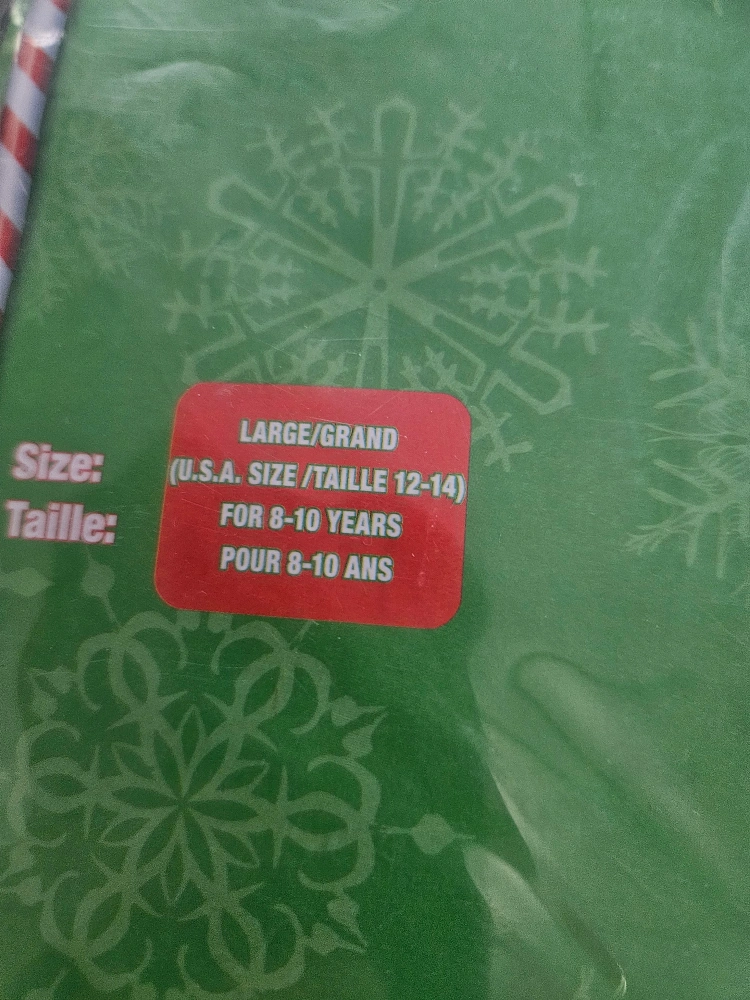 Size:
Taille:
LARGE/GRAND
(U.S.A. SIZE /TAILLE 12-14)
FOR 8-10 YEARS
POUR 8-10 ANS